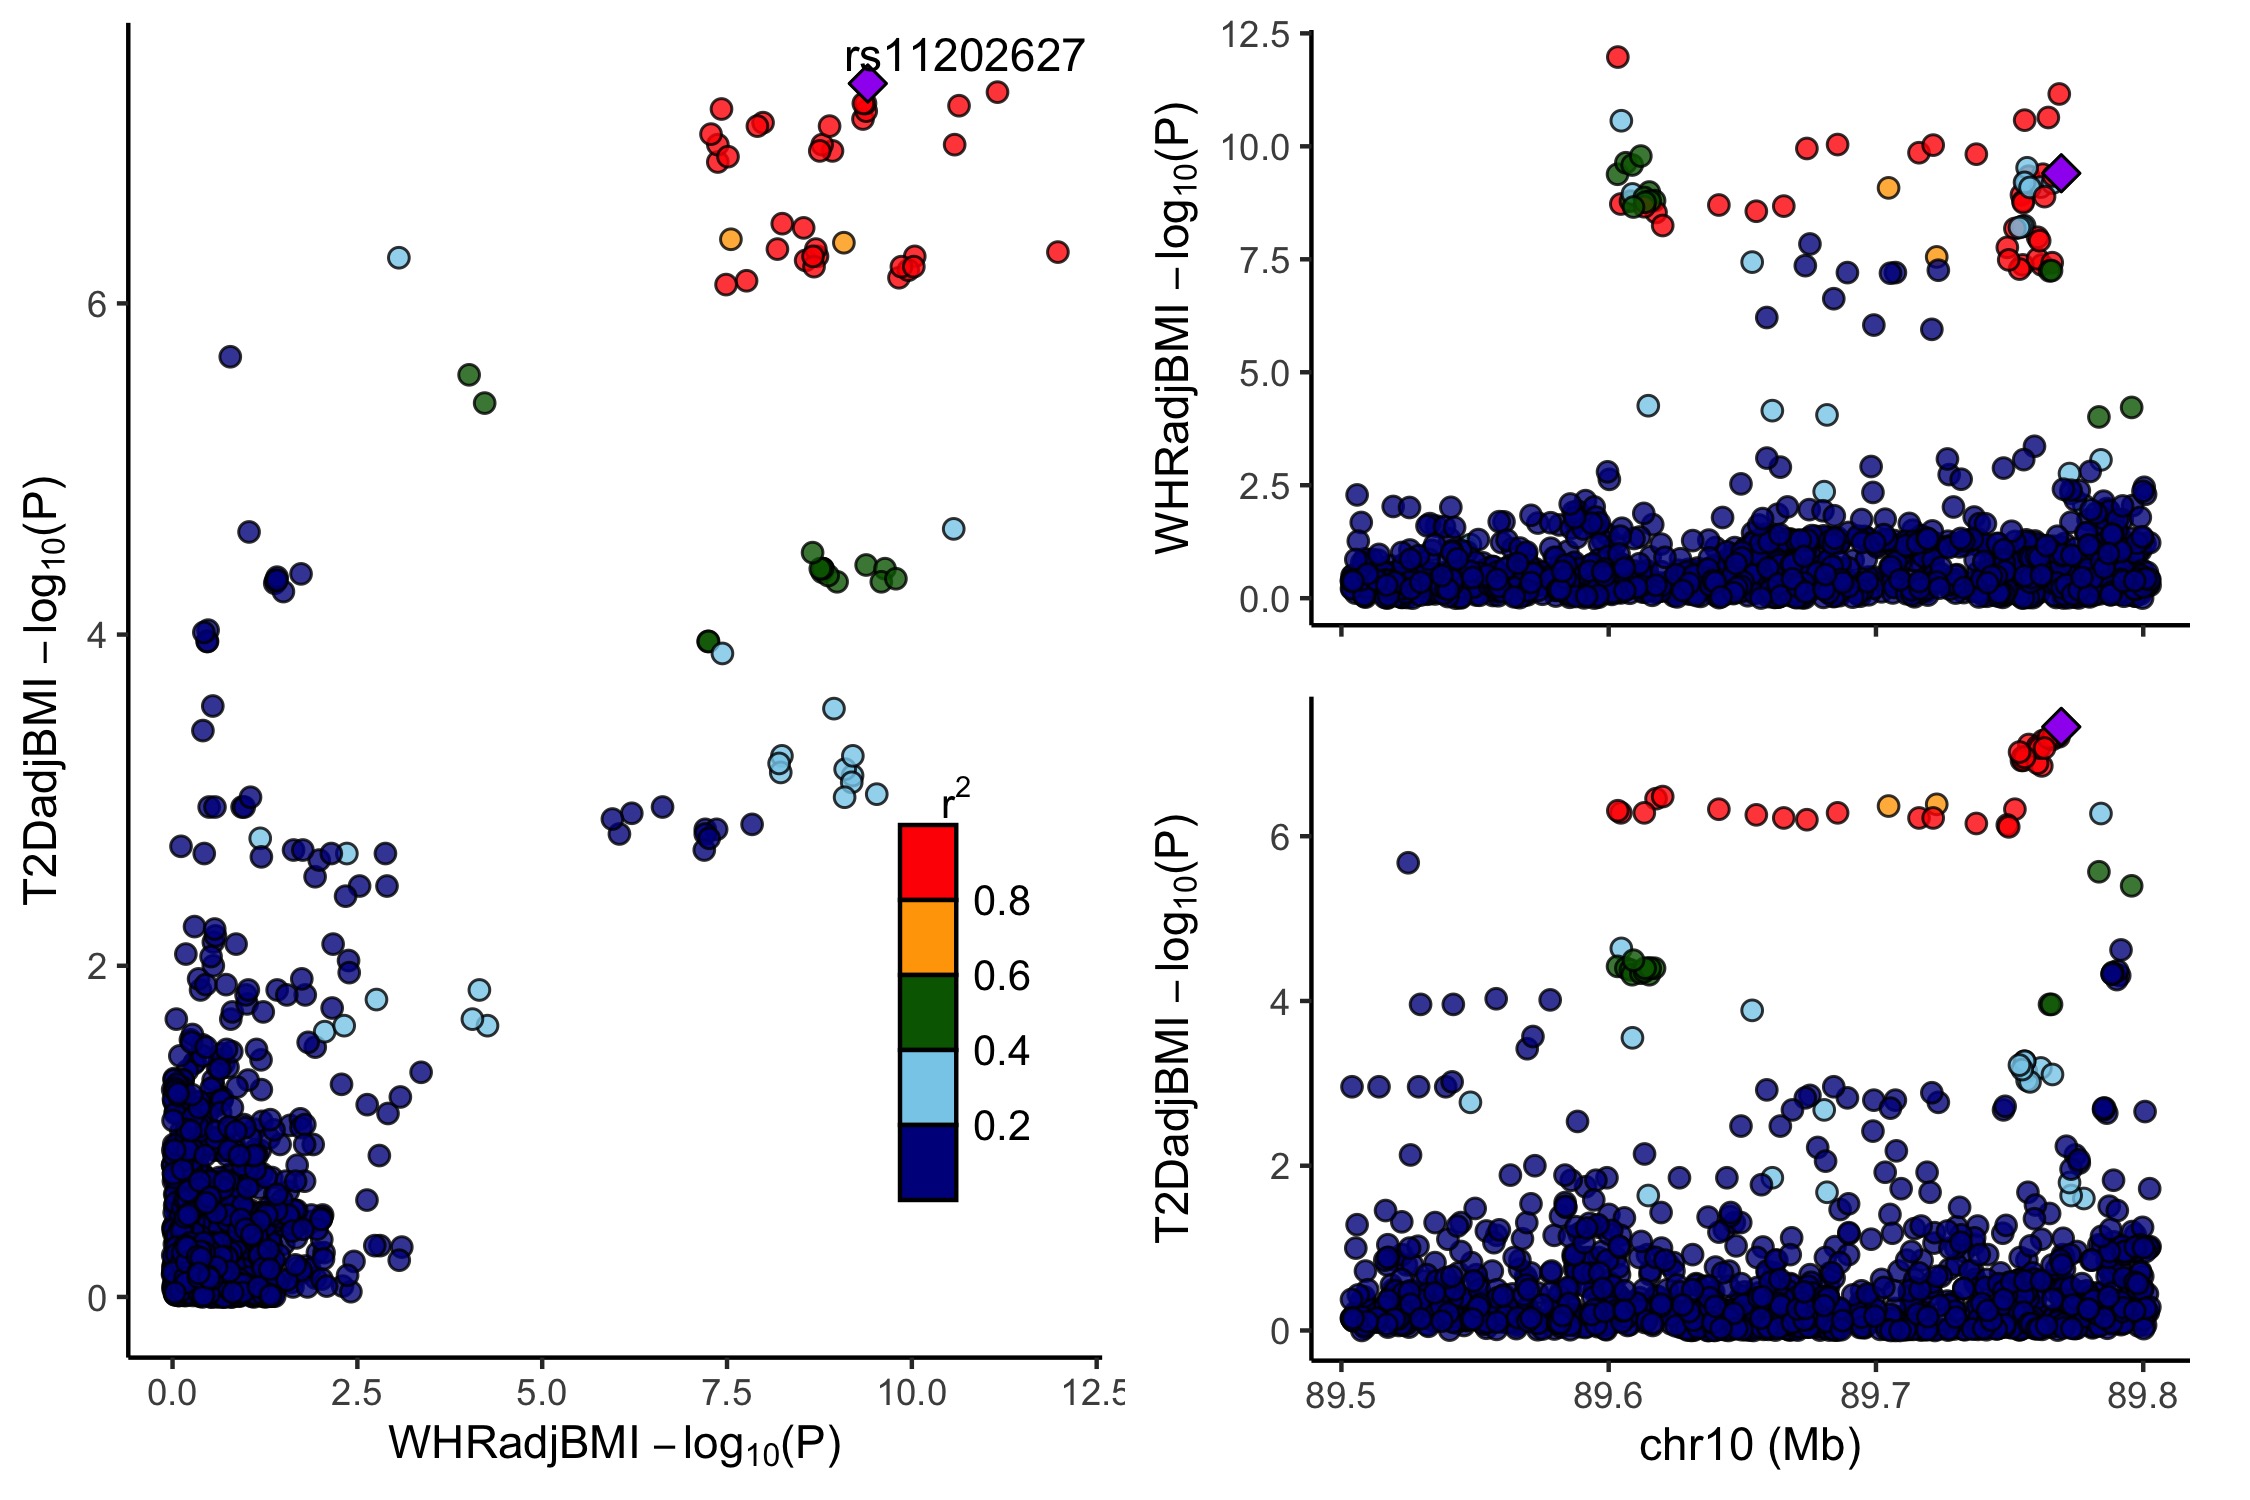 rs11202627
T2DadjBMI −log10(P)
6
4
2
0
0.0 2.5 5.0 7.5 10.0 12.5
WHRadjBMI −log10(P)
r2
0.8
0.6
0.4
0.2
WHRadjBMI −log10(P)
12.5
10.0
7.5
5.0
2.5
0.0
T2DadjBMI −log10(P)
6
4
2
0
89.5 89.6 89.7 89.8
chr10 (Mb)